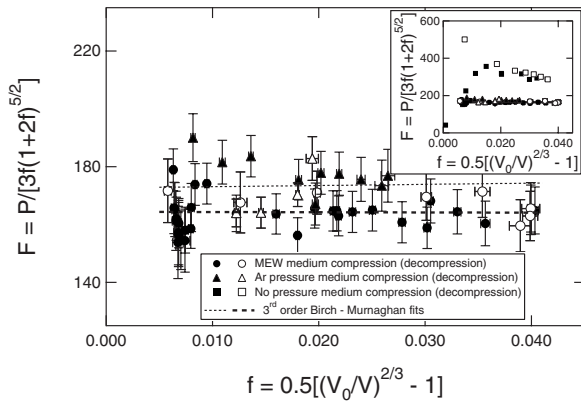 F = P/[3f(1+2f)^5/2]
220
180
140
0.000
0.010
0.020
0.030
0.040
f = 0.5[(V₀/V)^2/3 - 1]
MEW medium compression (decompression)
Ar pressure medium compression (decompression)
No pressure medium compression (decompression)
3rd order Birch - Murnaghan fits
F = P/[3f(1+2f)^5/2]
600
400
200
0
0.000
0.020
0.040
f = 0.5[(V₀/V)^2/3 - 1]